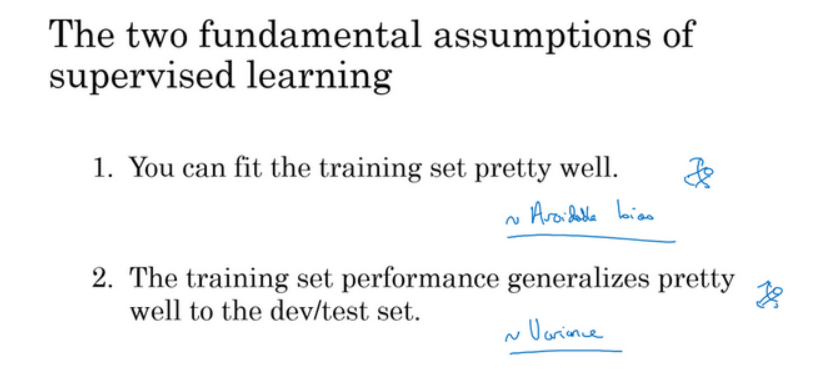 The two fundamental assumptions of
supervised learning
1. You can fit the training set pretty well.
~ Avoidable bias
2. The training set performance generalizes pretty
well to the dev/test set.
~ Variance